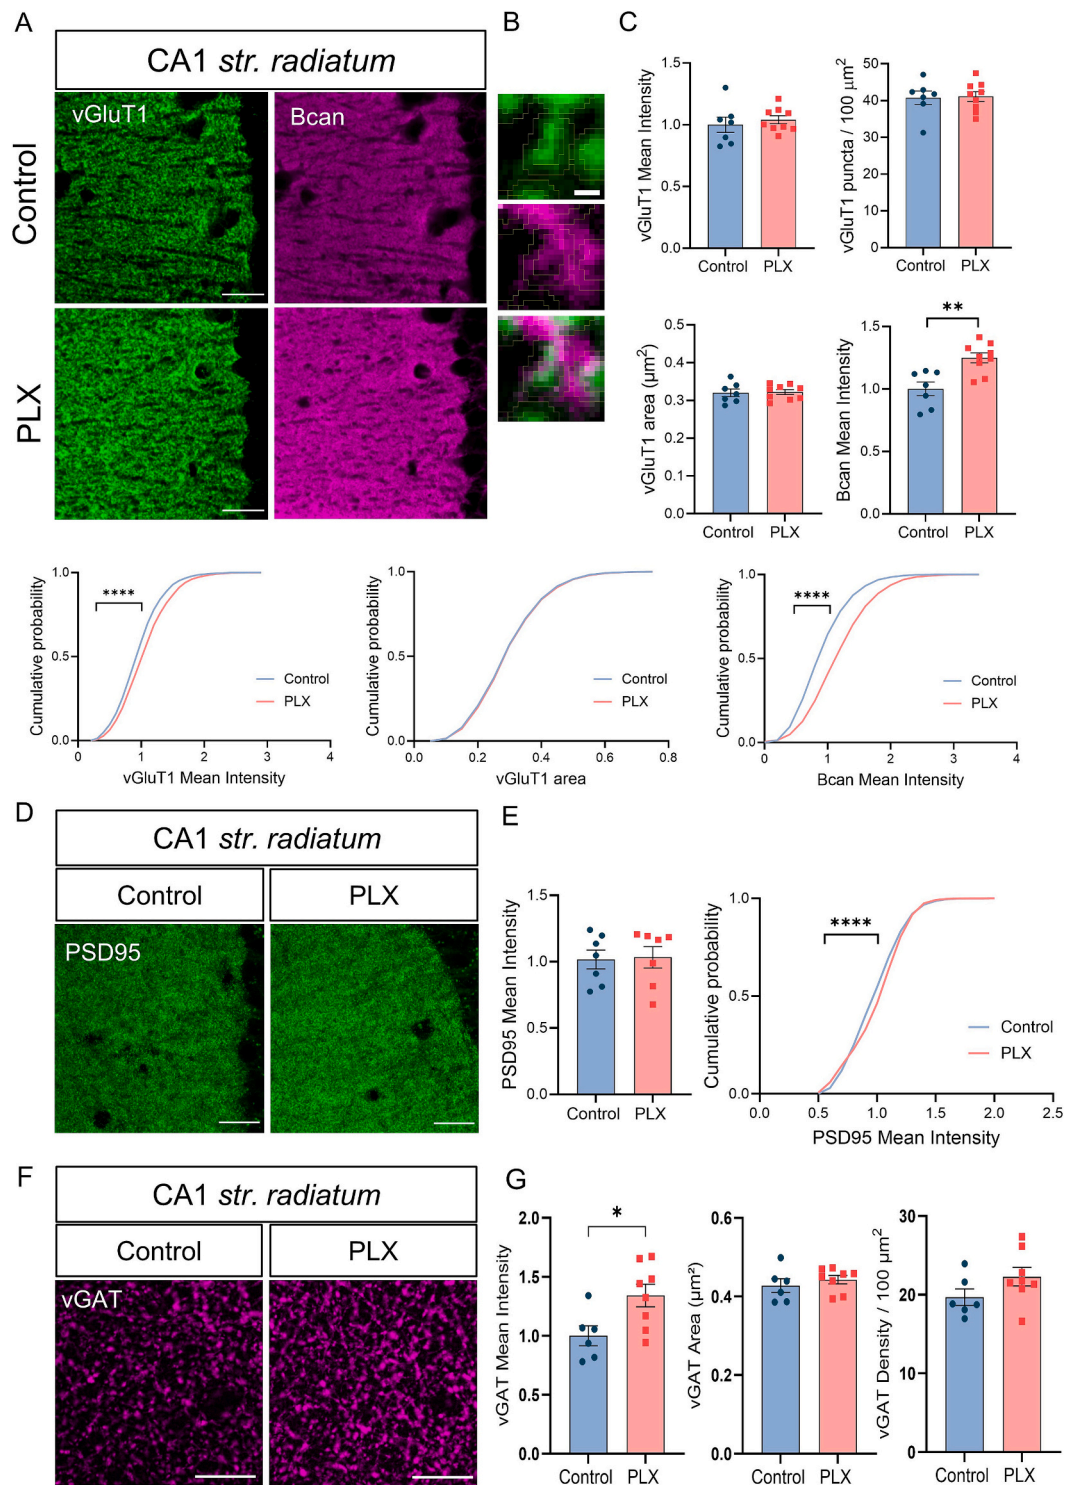 A
CA1 str. radiatum
vGluT1
Bcan
Control
PLX
B
C
vGluT1 Mean Intensity
1.5
1.0
0.5
0.0
Control
PLX
vGluT1 puncta / 100 µm²
50
40
30
20
10
0
Control
PLX
vGluT1 area (µm²)
0.5
0.4
0.3
0.2
0.1
0.0
Control
PLX
Bcan Mean Intensity
1.5
1.0
0.5
0.0
**
Control
PLX
Cumulative probability
1.0
0.5
0.0
****
Control
PLX
0 1 2 3 4
vGluT1 Mean Intensity
Cumulative probability
1.0
0.5
0.0
Control
PLX
0.0 0.2 0.4 0.6 0.8
vGluT1 area
Cumulative probability
1.0
0.5
0.0
****
Control
PLX
0 1 2 3 4
Bcan Mean Intensity
D
CA1 str. radiatum
Control
PLX
PSD95
E
PSD95 Mean Intensity
1.5
1.0
0.5
0.0
Control
PLX
Cumulative probability
1.0
0.5
0.0
****
Control
PLX
0.0 0.5 1.0 1.5 2.0 2.5
PSD95 Mean Intensity
F
CA1 str. radiatum
Control
PLX
vGAT
G
vGAT Mean Intensity
2.0
1.5
1.0
0.5
0.0
*
Control
PLX
vGAT Area (µm²)
0.6
0.4
0.2
0.0
Control
PLX
vGAT Density / 100 µm²
30
20
10
0
Control
PLX